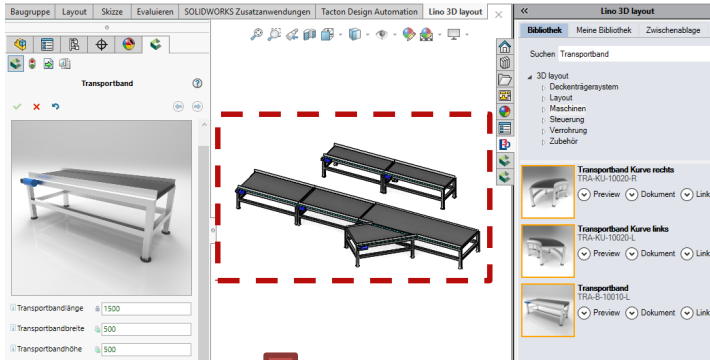 Baugruppe Layout Skizze Evaluieren SOLIDWORKS Zusatzanwendungen Tacton Design Automation Lino 3D layout
Transportband
Transportbandlänge 1500
Transportbandbreite 500
Transportbandhöhe 500
Lino 3D layout
Bibliothek Meine Bibliothek Zwischenablage
Suchen Transportband
3D layout
Deckenträgersystem
Layout
Maschinen
Steuerung
Verrohrung
Zubehör
Transportband Kurve rechts
TRA-KU-10020-R
Preview Dokument Link
Transportband Kurve links
TRA-KU-10020-L
Preview Dokument Link
Transportband
TRA-B-10010-L
Preview Dokument Link